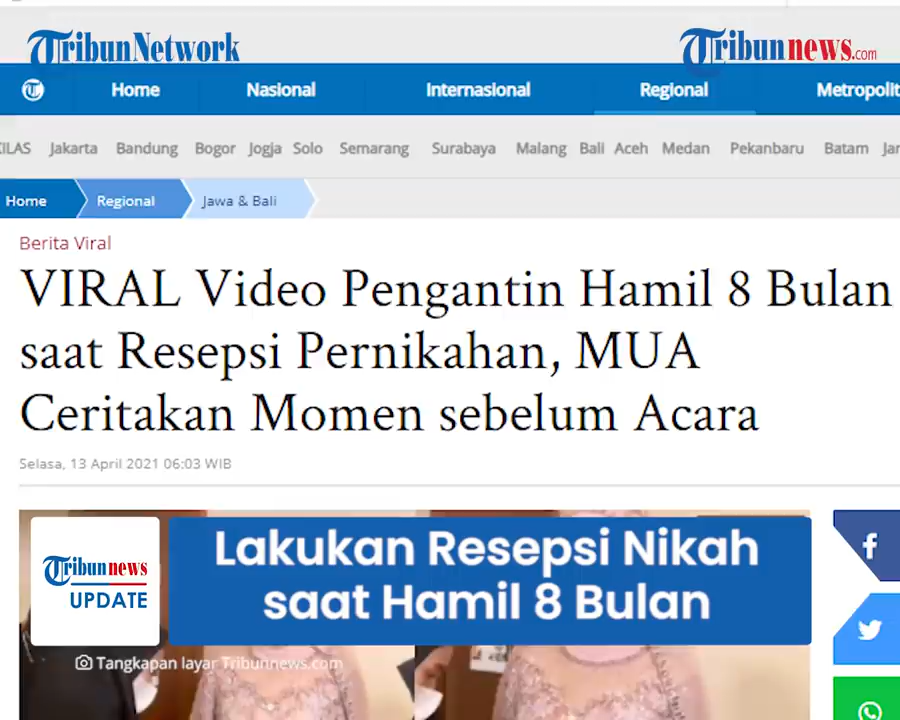 TribunNetwork
Tribunnews.com
Home Nasional Internasional Regional
Jakarta Bandung Bogor Jogja Solo Semarang Surabaya Malang Bali Aceh Medan Pekanbaru Batam
Home Regional Jawa & Bali
Berita Viral
VIRAL Video Pengantin Hamil 8 Bulan
saat Resepsi Pernikahan, MUA
Ceritakan Momen sebelum Acara
Selasa, 13 April 2021 06:03 WIB
Tribunnews
UPDATE
Lakukan Resepsi Nikah
saat Hamil 8 Bulan
Tangkapan layar Tribunnews.com